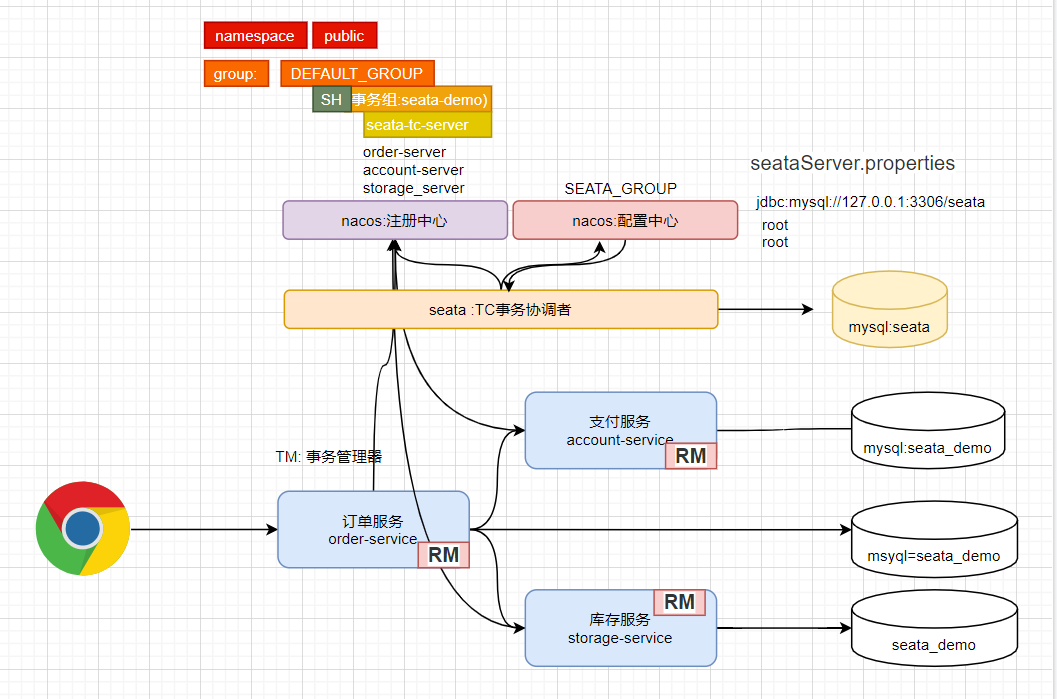 namespace
public
group:
DEFAULT_GROUP
SH
事务组:seata-demo)
seata-tc-server
order-server
account-server
storage_server
SEATA_GROUP
seataServer.properties
jdbc:mysql://127.0.0.1:3306/seata
root
root
nacos:注册中心
nacos:配置中心
seata :TC事务协调者
mysql:seata
支付服务
account-service
RM
mysql:seata_demo
TM: 事务管理器
订单服务
order-service
RM
msyql=seata_demo
RM
库存服务
storage-service
seata_demo